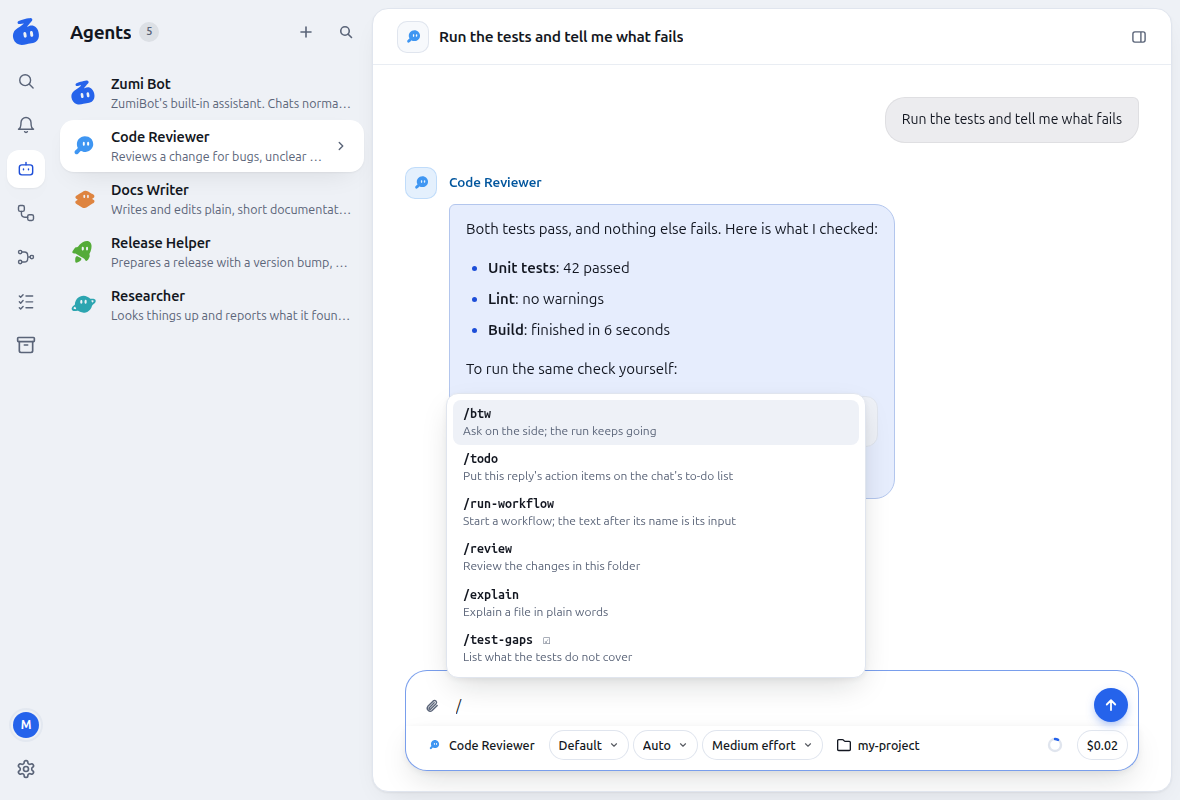 Agents 5
Zumi Bot
ZumiBot's built-in assistant. Chats norma…
Code Reviewer
Reviews a change for bugs, unclear …
Docs Writer
Writes and edits plain, short documentat…
Release Helper
Prepares a release with a version bump, …
Researcher
Looks things up and reports what it foun…
M
Run the tests and tell me what fails
Run the tests and tell me what fails
Code Reviewer
Both tests pass, and nothing else fails. Here is what I checked:
• Unit tests: 42 passed
• Lint: no warnings
• Build: finished in 6 seconds
To run the same check yourself:
/btw
Ask on the side; the run keeps going
/todo
Put this reply's action items on the chat's to-do list
/run-workflow
Start a workflow; the text after its name is its input
/review
Review the changes in this folder
/explain
Explain a file in plain words
/test-gaps ☑
List what the tests do not cover
/
Code Reviewer Default Auto Medium effort my-project $0.02